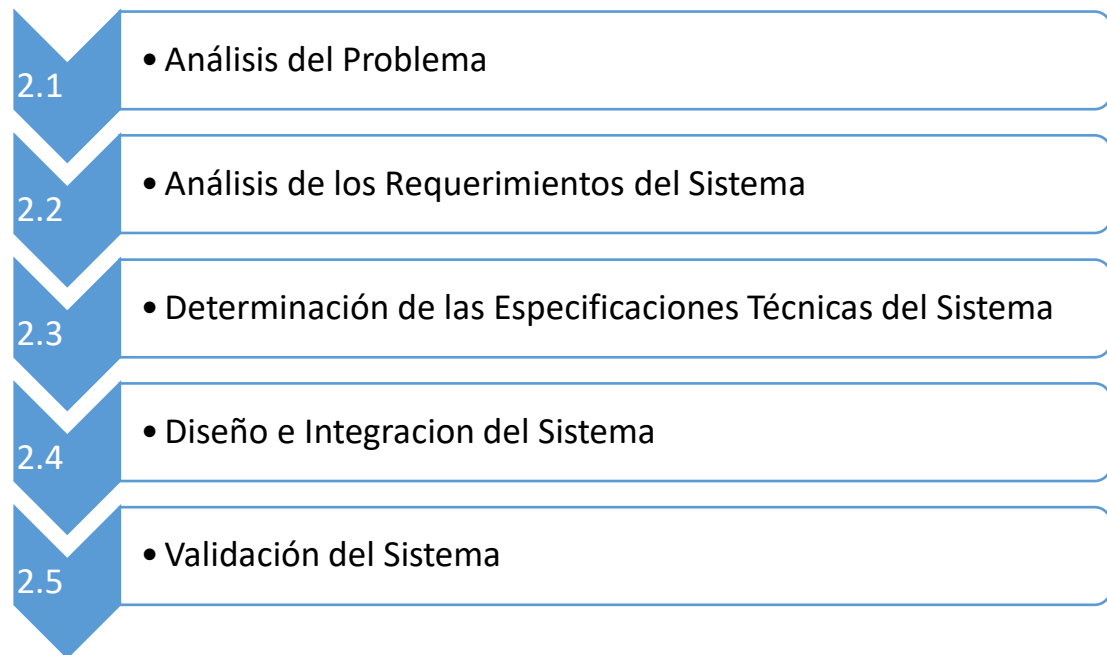 2.1
• Análisis del Problema
2.2
• Análisis de los Requerimientos del Sistema
2.3
• Determinación de las Especificaciones Técnicas del Sistema
2.4
• Diseño e Integracion del Sistema
2.5
• Validación del Sistema